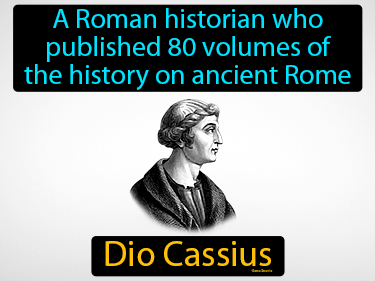 A Roman historian who
published 80 volumes of
the history on ancient Rome
Dio Cassius